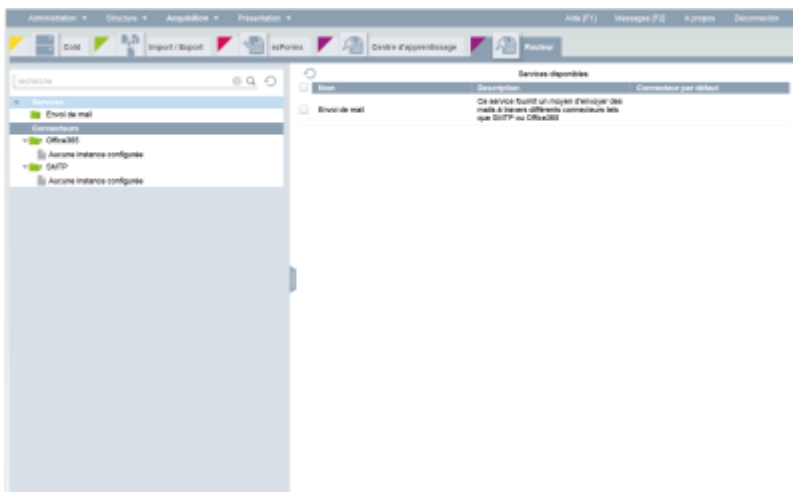 Administration Structure Acquisition Présentation Aide [F1] Messages [F2] A propos Déconnexion
Cold Import / Export Centre d'apprentissage Routeur
recherche
Services
Envoi de mail
Connecteurs
Office365
Aucune instance configurée
SMTP
Aucune instance configurée
Services disponibles
Nom Description Connecteur par défaut
Envoi de mail
Ce service fournit un moyen d'envoyer des
mails à travers différents connecteurs tels
que SMTP ou Office365